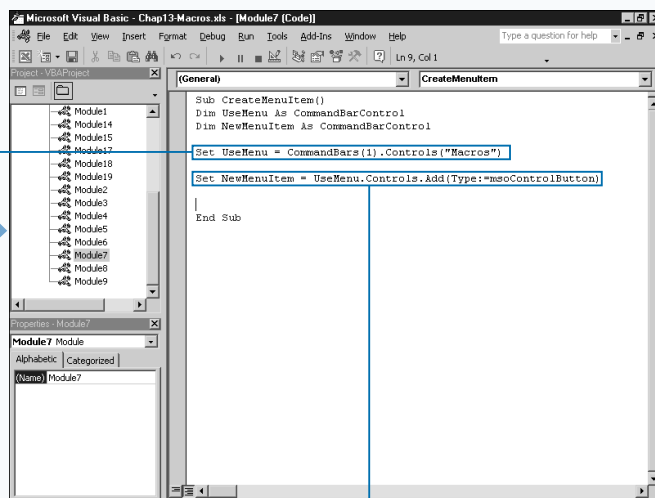 Microsoft Visual Basic - Chap13-Macros.xls - [Module7 (Code)]
File Edit View Insert Format Debug Run Tools Add-Ins Window Help
Type a question for help
Ln 9, Col 1
Project - VBAProject
Module1
Module14
Module15
Module17
Module18
Module19
Module2
Module3
Module4
Module5
Module6
Module7
Module8
Module9
Properties - Module7
Module7 Module
Alphabetic Categorized
(Name) Module7
(General) CreateMenuItem
Sub CreateMenuItem()
Dim UseMenu As CommandBarControl
Dim NewMenuItem As CommandBarControl
Set UseMenu = CommandBars(1).Controls("Macros")
Set NewMenuItem = UseMenu.Controls.Add(Type:=msoControlButton)
End Sub